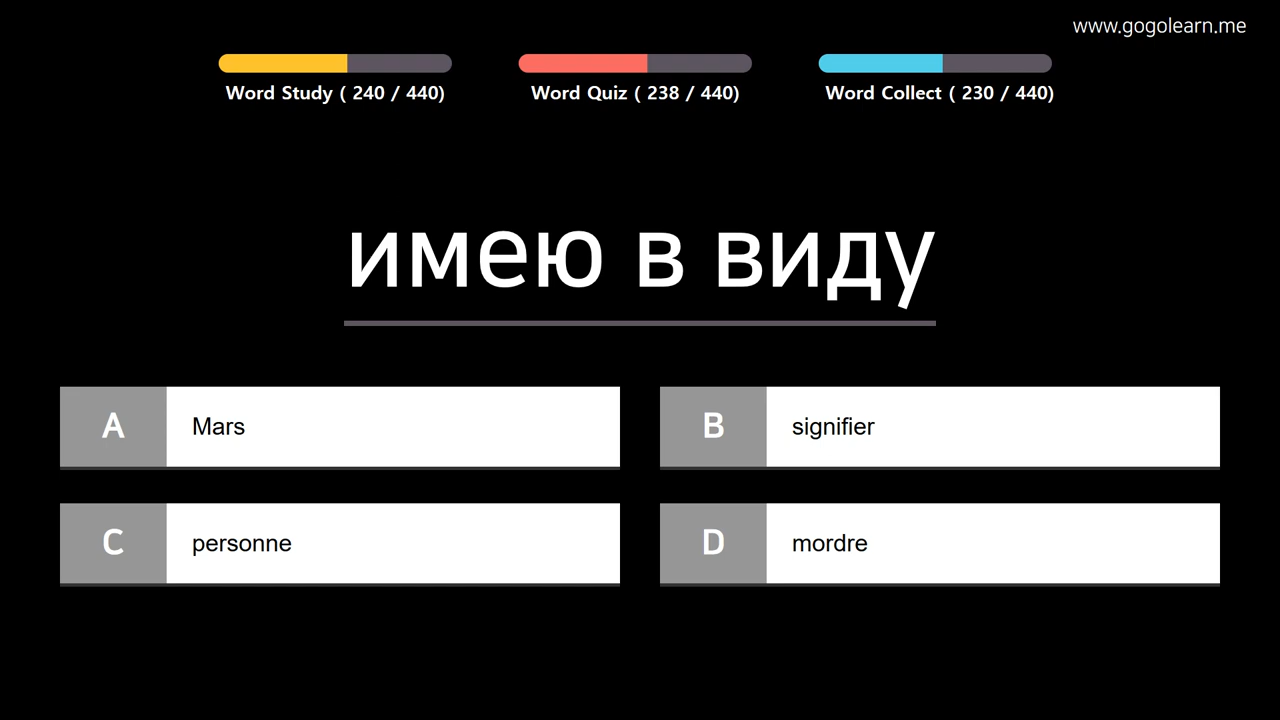 www.gogolearn.me
Word Study ( 240 / 440)
Word Quiz ( 238 / 440)
Word Collect ( 230 / 440)
имею в виду
A Mars
B signifier
C personne
D mordre